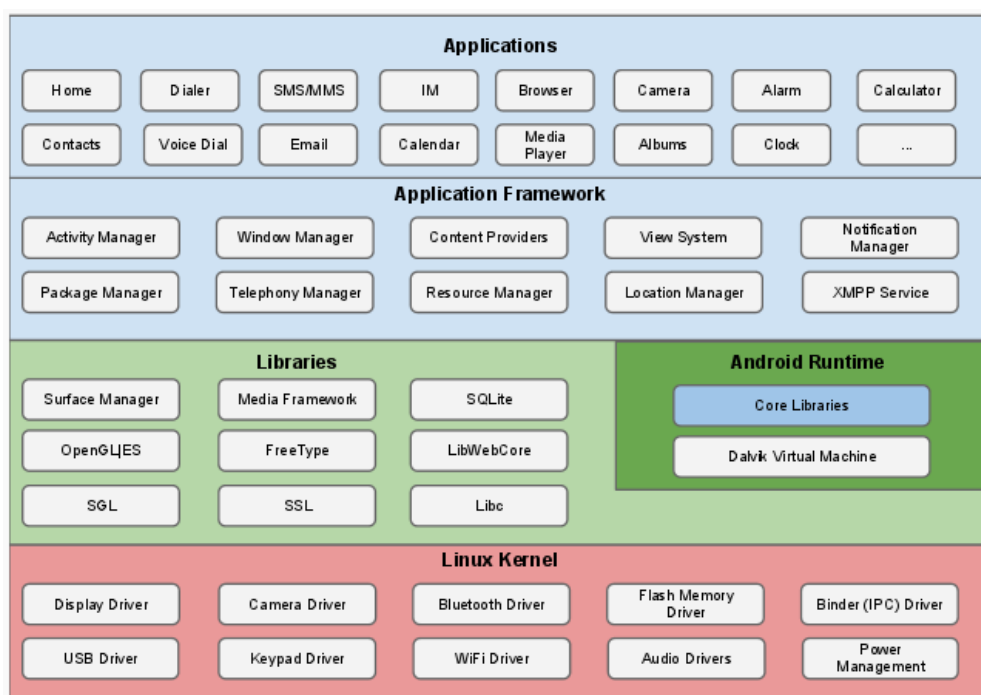 Applications
Home
Dialer
SMS/MMS
IM
Browser
Camera
Alarm
Calculator
Contacts
Voice Dial
Email
Calendar
Media
Player
Albums
Clock
...
Application Framework
Activity Manager
Window Manager
Content Providers
View System
Notification
Manager
Package Manager
Telephony Manager
Resource Manager
Location Manager
XMPP Service
Libraries
Surface Manager
Media Framework
SQLite
OpenGL|ES
FreeType
LibWebCore
SGL
SSL
Libc
Android Runtime
Core Libraries
Dalvik Virtual Machine
Linux Kernel
Display Driver
Camera Driver
Bluetooth Driver
Flash Memory
Driver
Binder (IPC) Driver
USB Driver
Keypad Driver
WiFi Driver
Audio Drivers
Power
Management